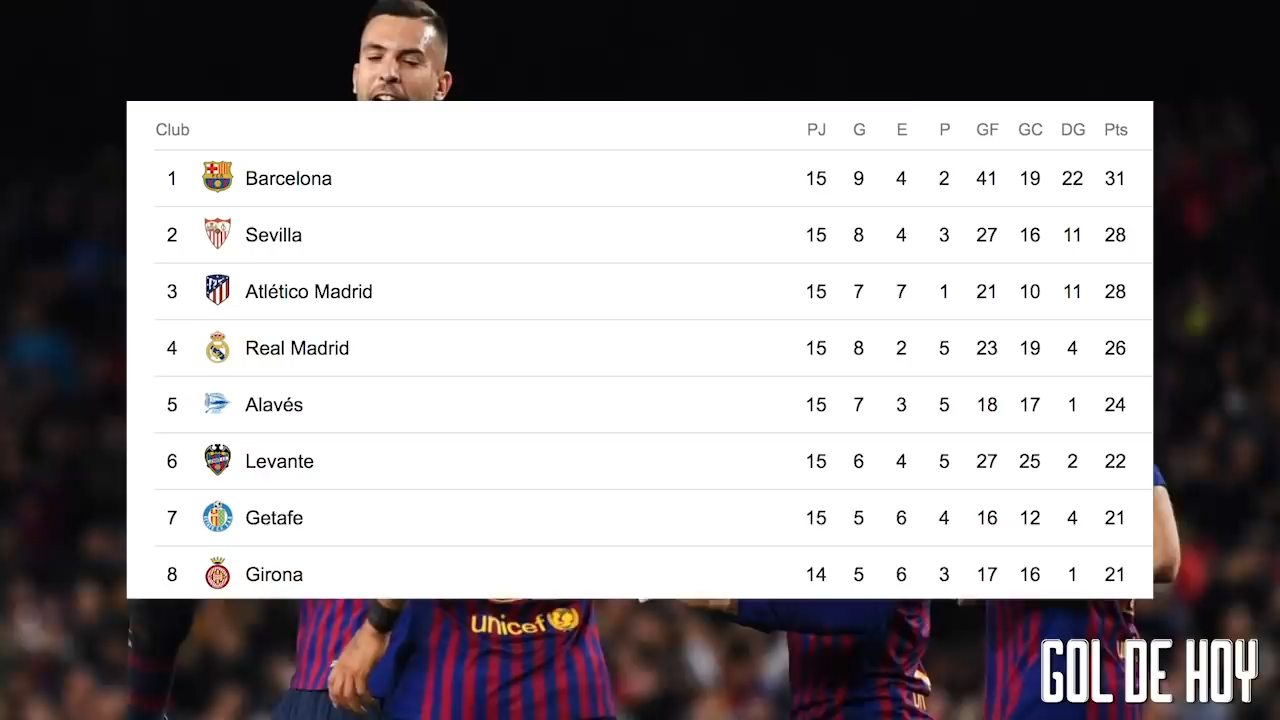 Club PJ G E P GF GC DG Pts
1 Barcelona 15 9 4 2 41 19 22 31
2 Sevilla 15 8 4 3 27 16 11 28
3 Atlético Madrid 15 7 7 1 21 10 11 28
4 Real Madrid 15 8 2 5 23 19 4 26
5 Alavés 15 7 3 5 18 17 1 24
6 Levante 15 6 4 5 27 25 2 22
7 Getafe 15 5 6 4 16 12 4 21
8 Girona 14 5 6 3 17 16 1 21
unicef
GOL DE HOY